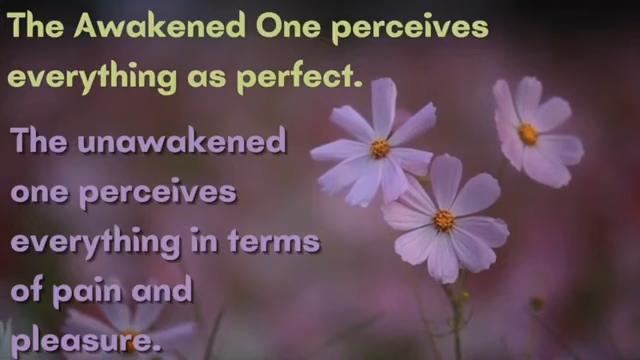 The Awakened One perceives
everything as perfect.
The unawakened
one perceives
everything in terms
of pain and
pleasure.